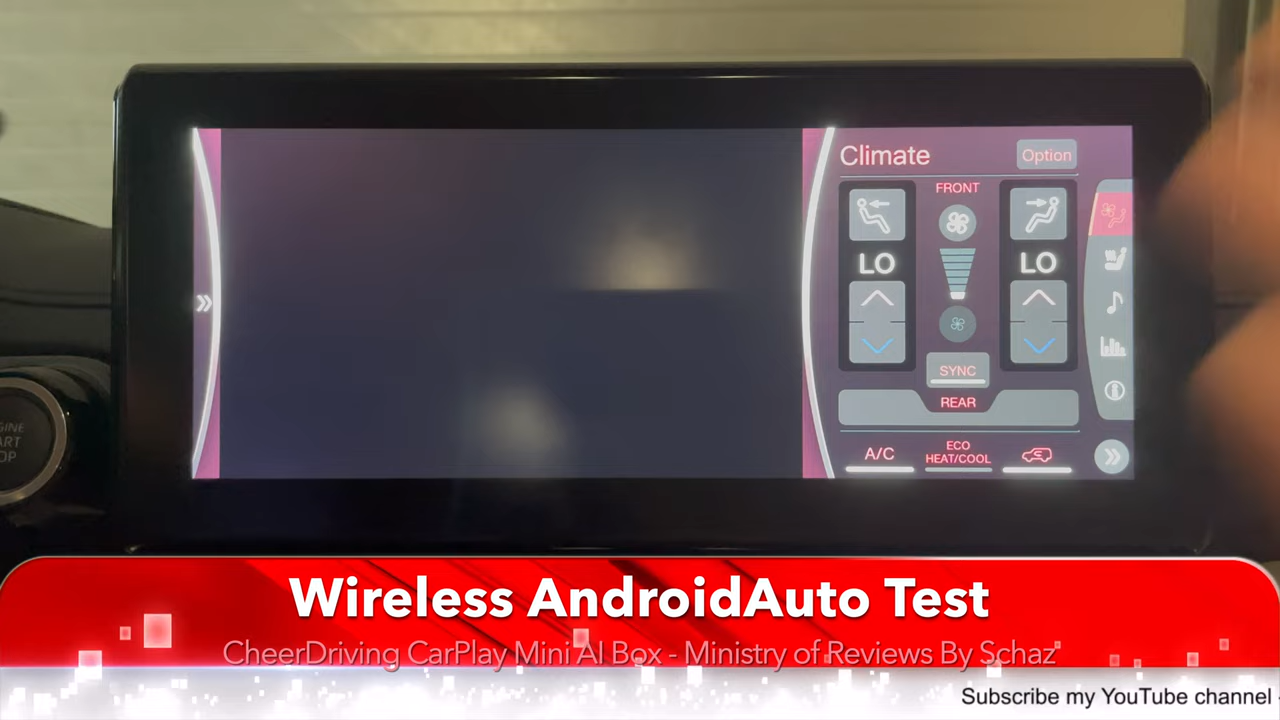 Climate
Option
FRONT
LO
LO
SYNC
REAR
A/C
ECO
HEAT/COOL
Wireless AndroidAuto Test
CheerDriving CarPlay Mini AI Box - Ministry of Reviews By Schaz
Subscribe my YouTube channel